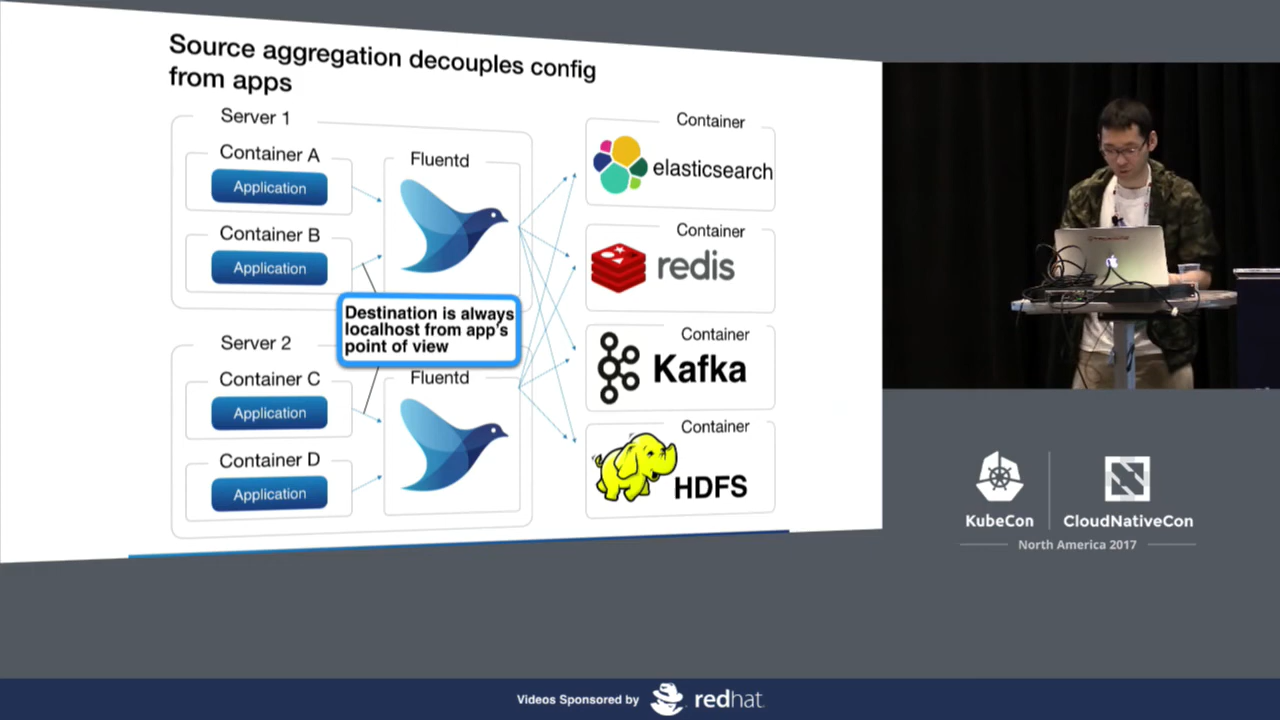 Source aggregation decouples config
from apps
Server 1
Container A
Application
Container B
Application
Fluentd
Destination is always
localhost from app's
point of view
Server 2
Container C
Application
Container D
Application
Fluentd
Container
elasticsearch
Container
redis
Container
Kafka
Container
HDFS
KubeCon
CloudNativeCon
North America 2017
Videos Sponsored by
redhat